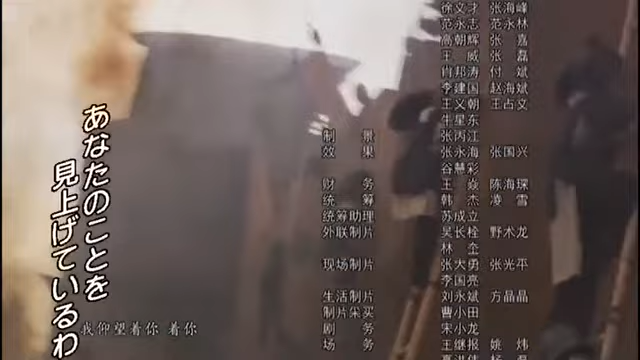 あなたのことを
見上げているわ
我仰望着你 着你
徐文才 张海峰
范永志 范永林
高朝辉 张 嘉
王 威 张 磊
肖邦涛 付 斌
李建国 赵海斌
王义朝 王占文
牛星东
制 景 张丙江
效 果 张永海 张国兴
谷慧彩
财 务 王 焱 陈海琛
统 筹 韩 杰 凌 雪
统筹助理 苏成立
外联制片 吴长栓 野术龙
林 垄
现场制片 张大勇 张光平
李国亮
生活制片 刘永斌 方晶晶
制片采买 曹小田
剧 务 宋小龙
场 务 王继报 姚 炜